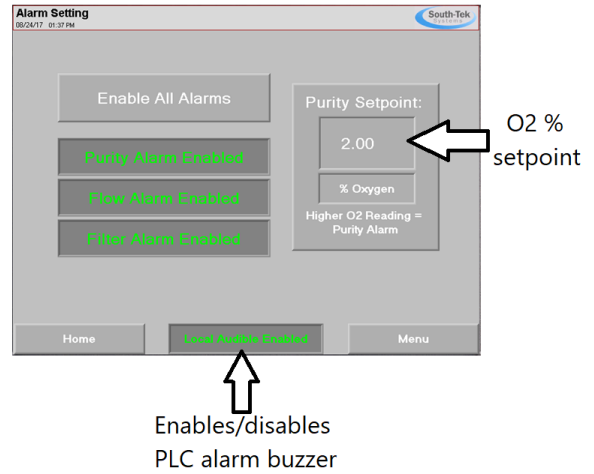 Alarm Setting
08/24/17 01:37 PM
South-Tek
Systems
Enable All Alarms
Purity Alarm Enabled
Flow Alarm Enabled
Filter Alarm Enabled
Purity Setpoint:
2.00
% Oxygen
Higher O2 Reading =
Purity Alarm
O2 %
setpoint
Home
Local Audible Enabled
Menu
Enables/disables
PLC alarm buzzer